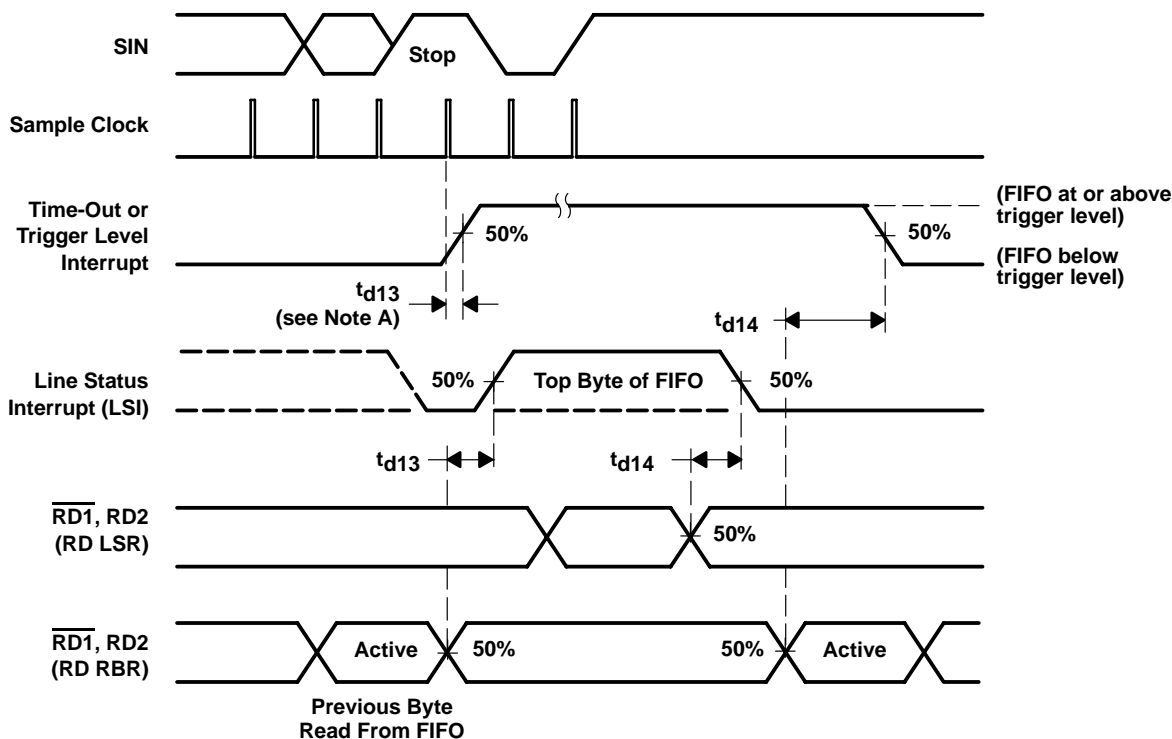 SIN
Stop
Sample Clock
Time-Out or
Trigger Level
Interrupt
50%
50%
(FIFO at or above
trigger level)
(FIFO below
trigger level)
td13
(see Note A)
td14
Line Status
Interrupt (LSI)
50%
Top Byte of FIFO
50%
td13
td14
RD1, RD2
(RD LSR)
50%
RD1, RD2
(RD RBR)
Active
50%
50%
Active
Previous Byte
Read From FIFO